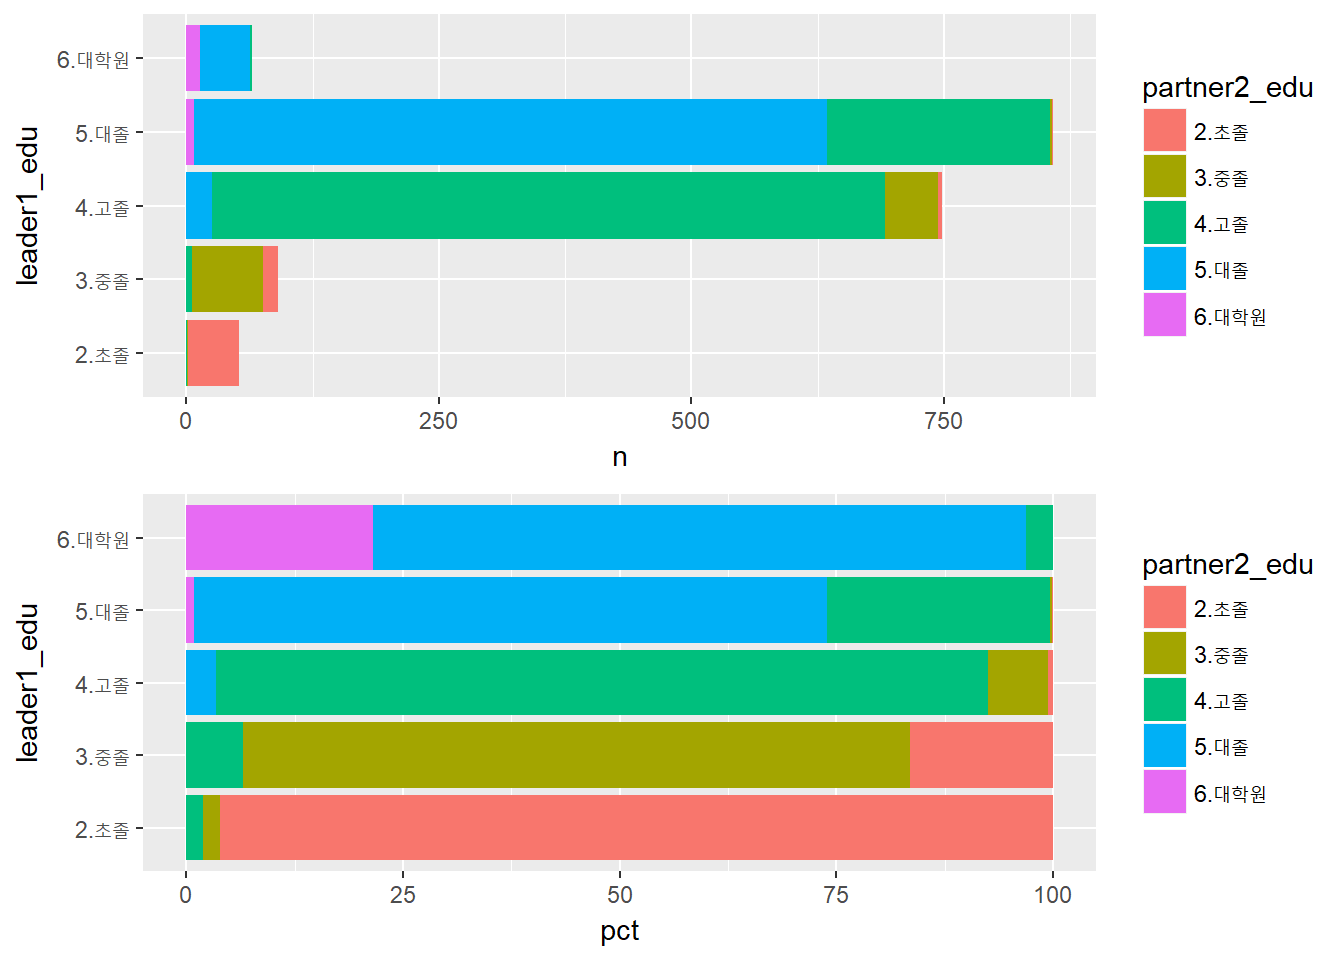 leader1_edu
6.대학원
5.대졸
4.고졸
3.중졸
2.초졸
0 250 500 750
n
partner2_edu
2.초졸
3.중졸
4.고졸
5.대졸
6.대학원
leader1_edu
6.대학원
5.대졸
4.고졸
3.중졸
2.초졸
0 25 50 75 100
pct
partner2_edu
2.초졸
3.중졸
4.고졸
5.대졸
6.대학원